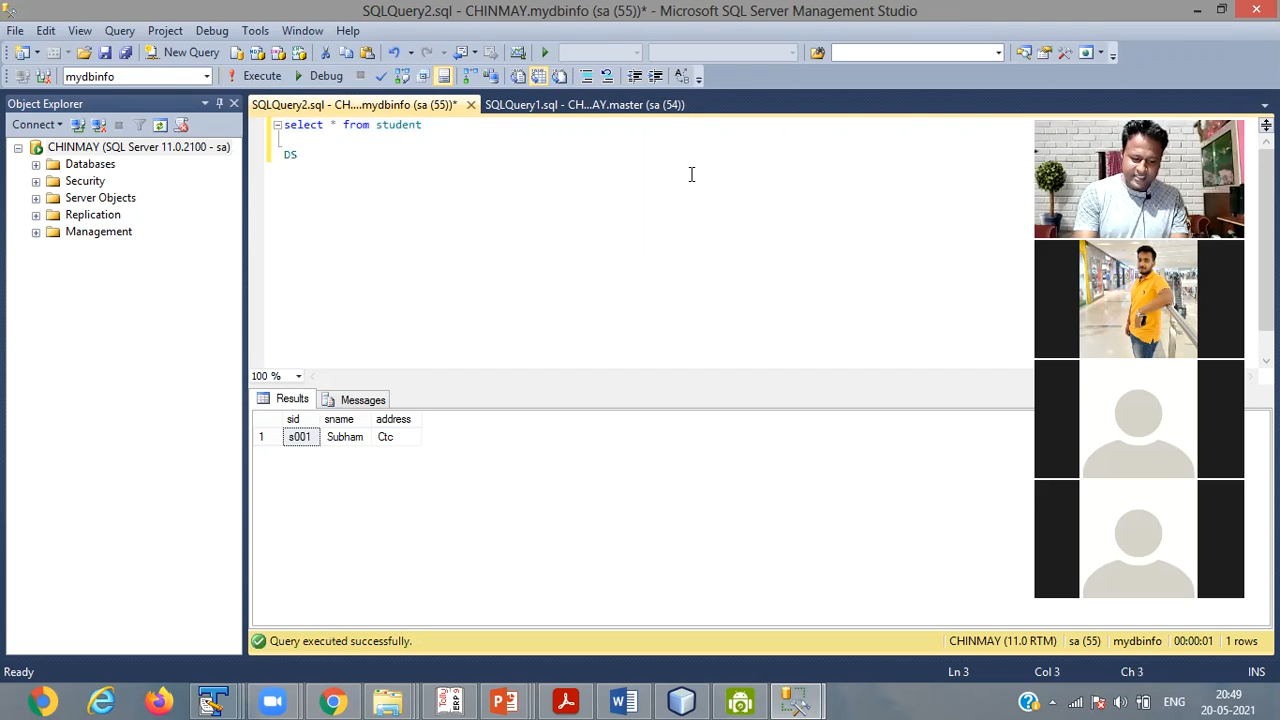 SQLQuery2.sql - CHINMAY.mydbinfo (sa (55))* - Microsoft SQL Server Management Studio
File Edit View Query Project Debug Tools Window Help
New Query
mydbinfo Execute Debug
Object Explorer
SQLQuery2.sql - CH....mydbinfo (sa (55))* SQLQuery1.sql - CH...AY.master (sa (54))
Connect
select * from student
CHINMAY (SQL Server 11.0.2100 - sa)
DS
Databases
Security
Server Objects
Replication
Management
100 %
Results Messages
sid sname address
1 s001 Subham Ctc
Query executed successfully. CHINMAY (11.0 RTM) sa (55) mydbinfo 00:00:01 1 rows
Ready Ln 3 Col 3 Ch 3 INS
ENG 20:49
20-05-2021